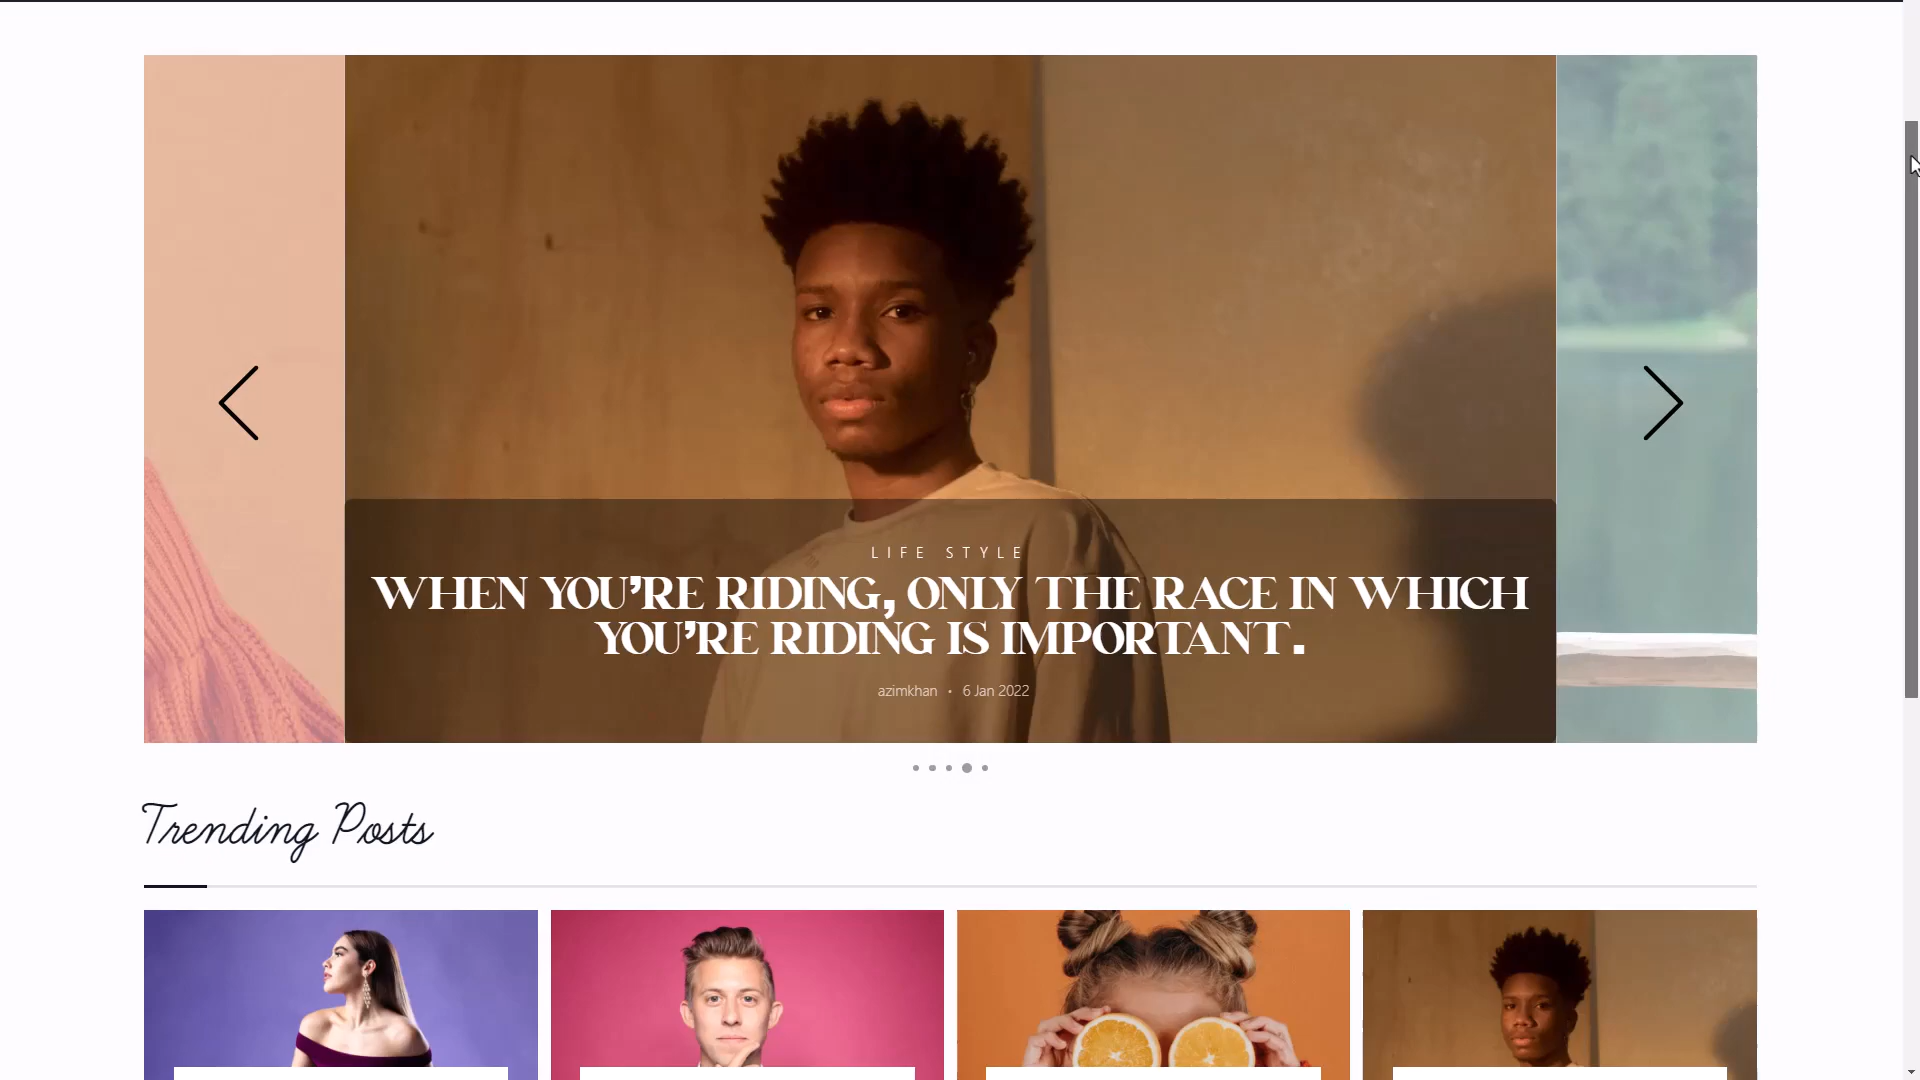 LIFE STYLE
WHEN YOU'RE RIDING, ONLY THE RACE IN WHICH
YOU'RE RIDING IS IMPORTANT.
azimkhan • 6 Jan 2022
Trending Posts